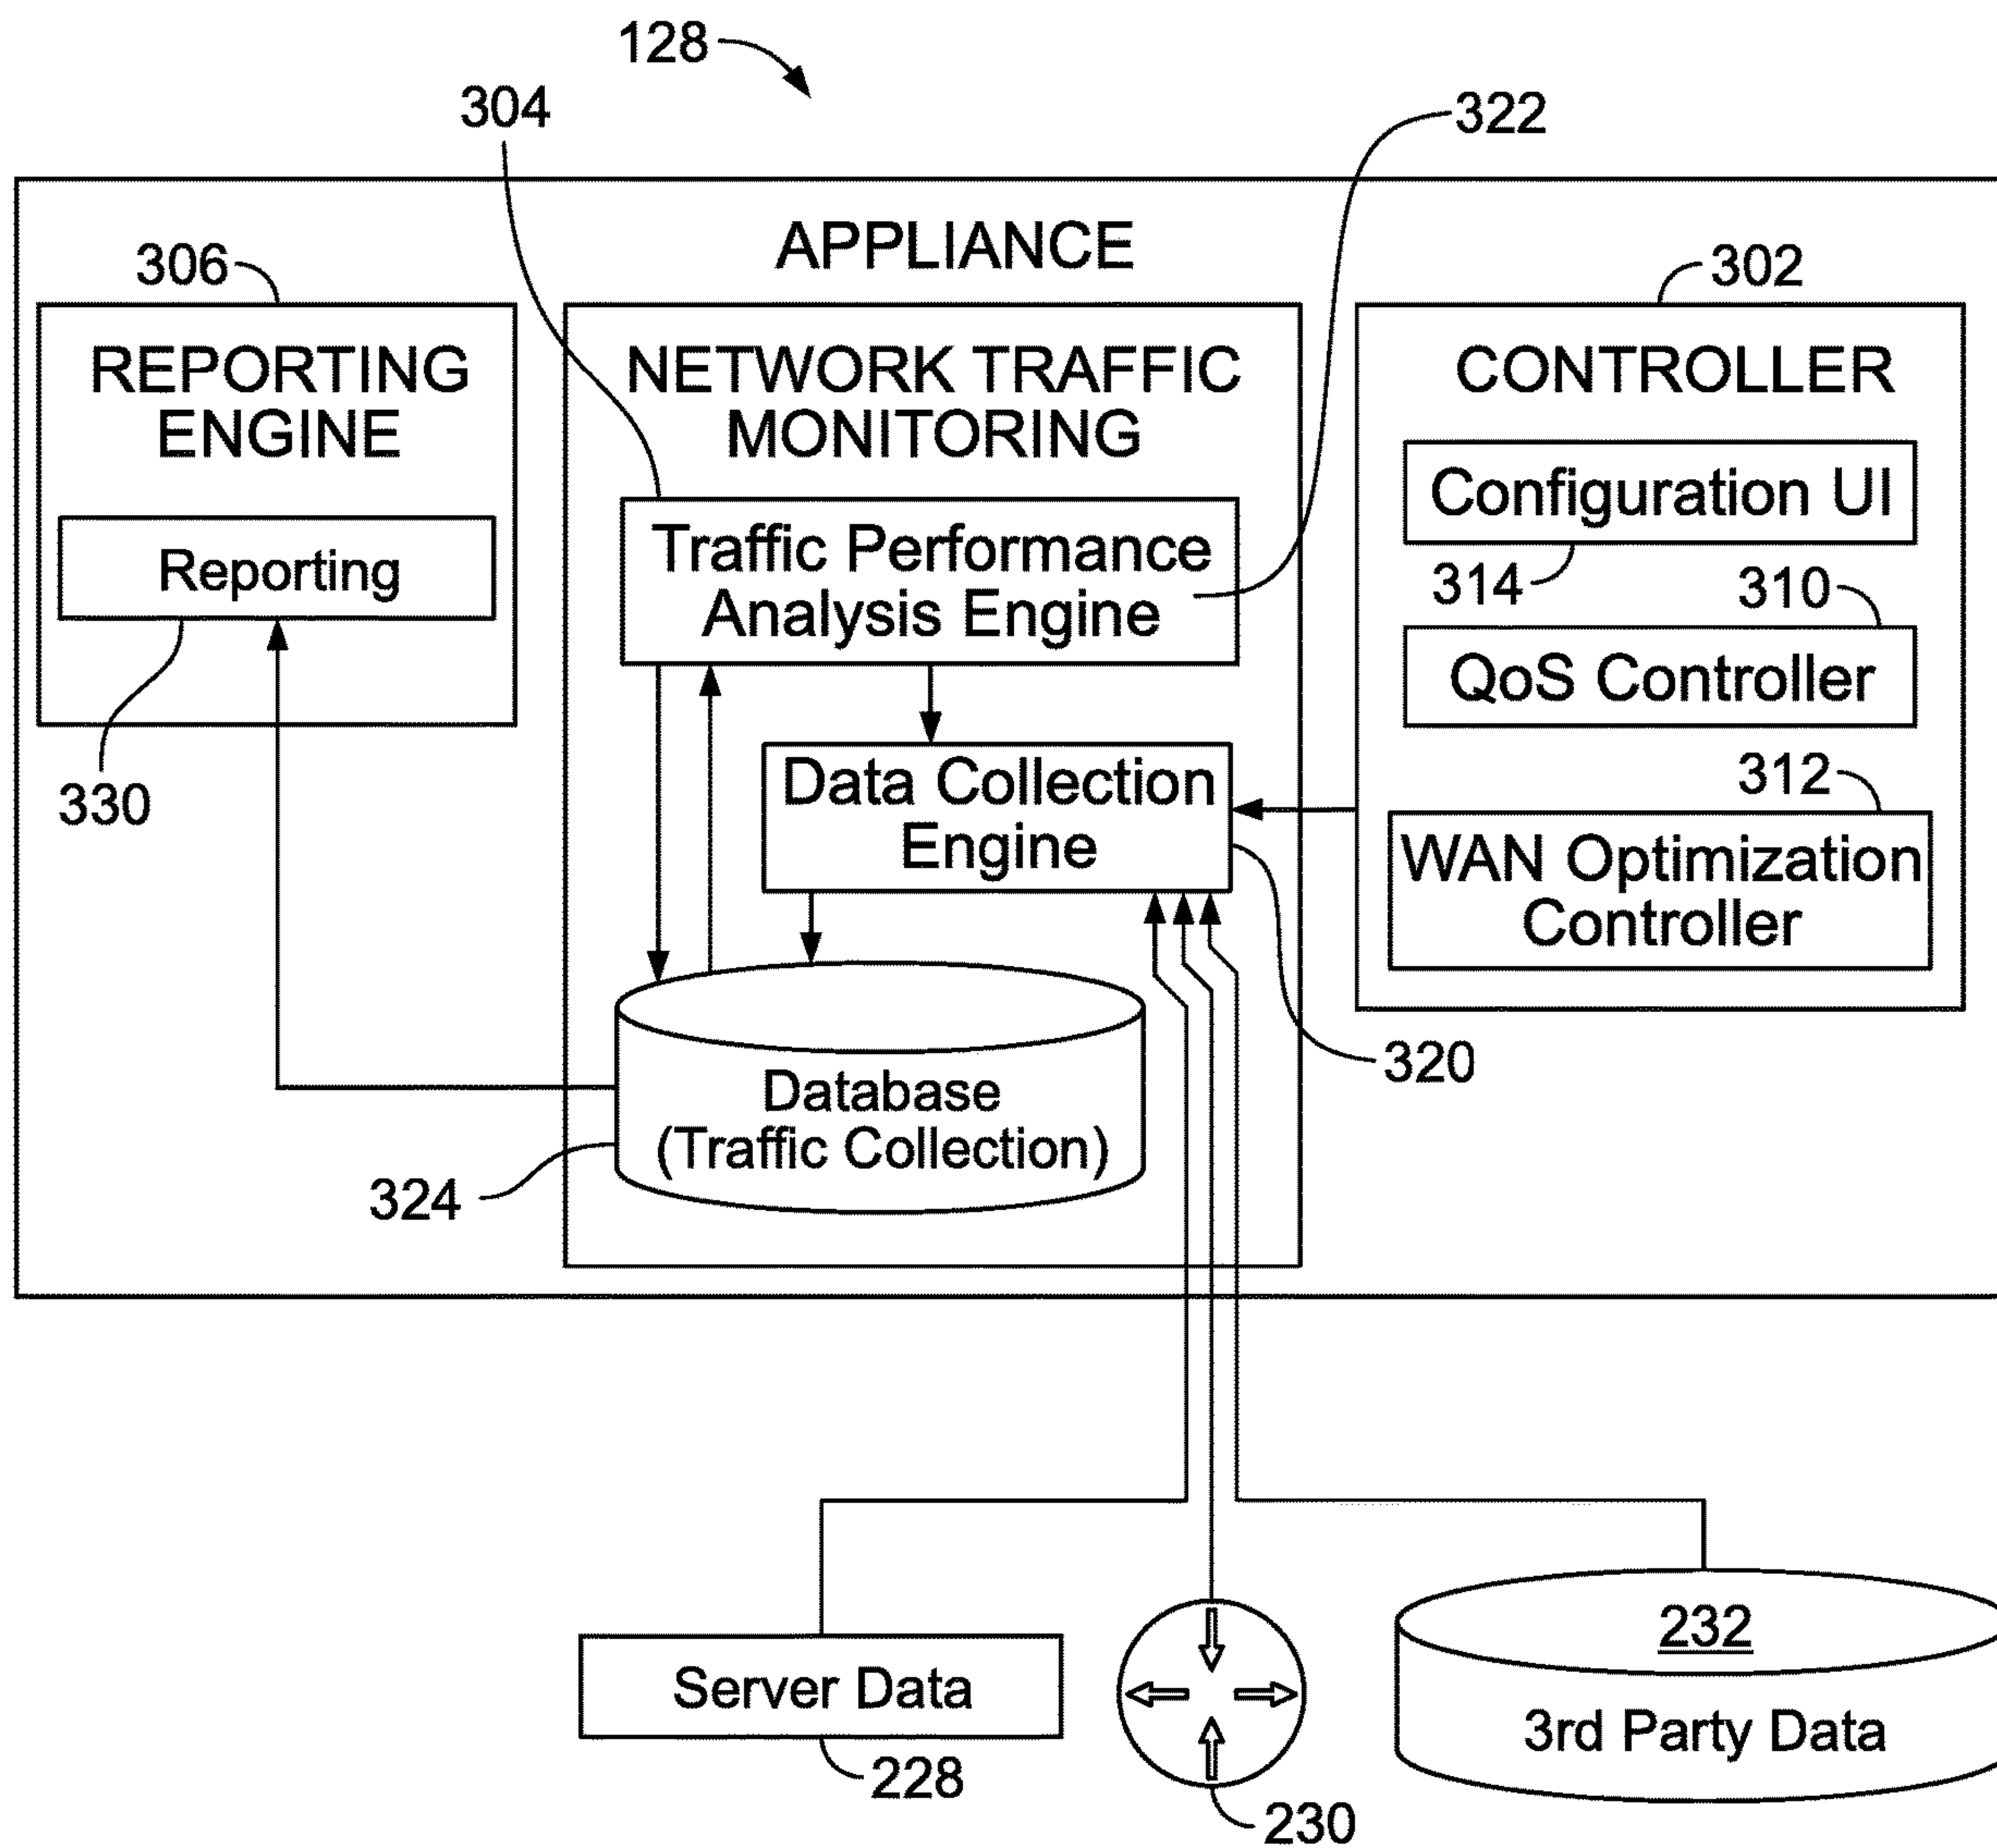 128
304
322
APPLIANCE
306
302
REPORTING
ENGINE
NETWORK TRAFFIC
MONITORING
CONTROLLER
Reporting
330
Traffic Performance
Analysis Engine
Configuration UI
314
310
QoS Controller
312
WAN Optimization
Controller
Data Collection
Engine
320
Database
(Traffic Collection)
324
Server Data
228
230
232
3rd Party Data